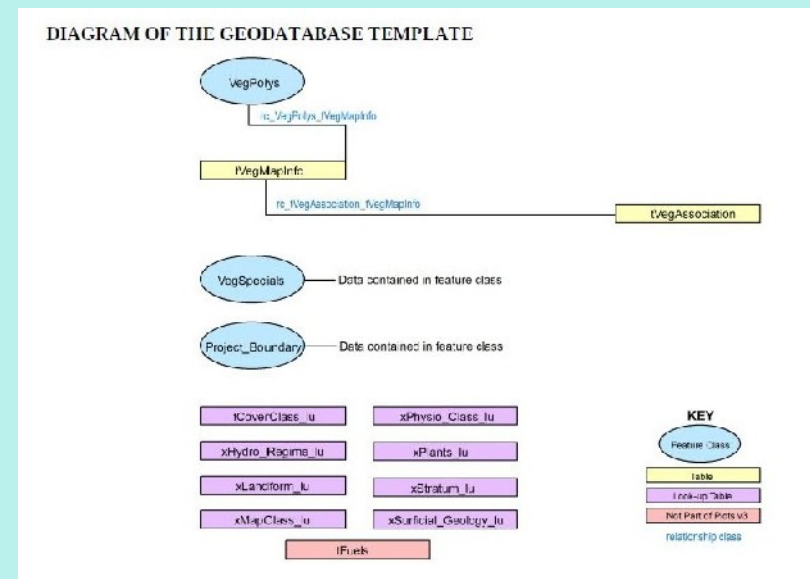 DIAGRAM OF THE GEODATABASE TEMPLATE
VegPolys
rc_VegPolys_tVegMapInfo
tVegMapInfo
rc_tVegAssociation_tVegMapInfo
tVegAssociation
VegSpecials
Data contained in feature class
Project_Boundary
Data contained in feature class
tCoverClass_lu
xPhysio_Class_lu
xHydro_Regime_lu
xPlants_lu
xLandform_lu
xStratum_lu
xMapClass_lu
xSurficial_Geology_lu
tFuels
KEY
Feature Class
Table
Look-up Table
Not Part of Plots v3
relationship class